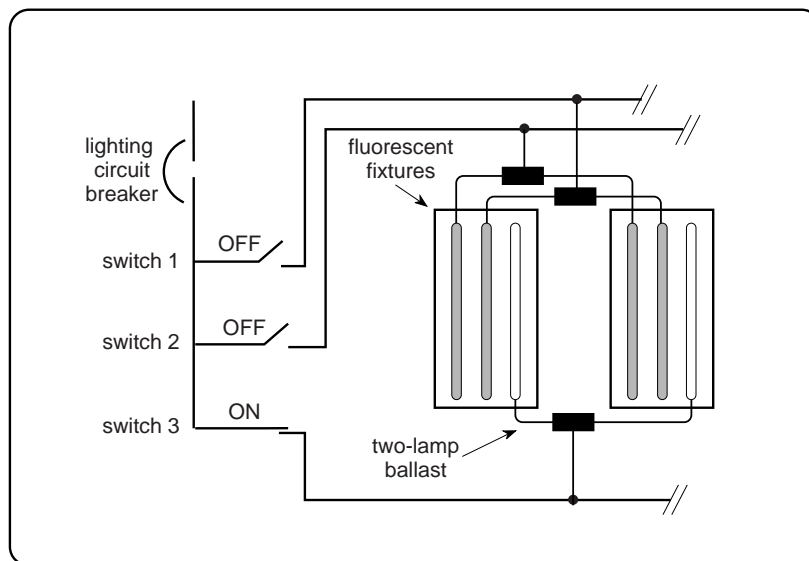 lighting
circuit
breaker
fluorescent
fixtures
OFF
switch 1
OFF
switch 2
ON
switch 3
two-lamp
ballast